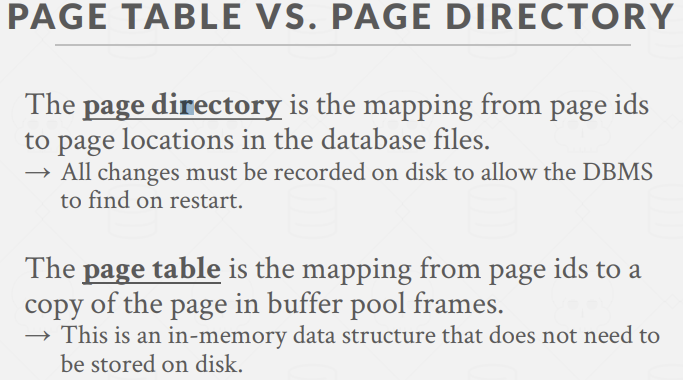 PAGE TABLE VS. PAGE DIRECTORY
The page directory is the mapping from page ids
to page locations in the database files.
→ All changes must be recorded on disk to allow the DBMS
to find on restart.
The page table is the mapping from page ids to a
copy of the page in buffer pool frames.
→ This is an in-memory data structure that does not need to
be stored on disk.